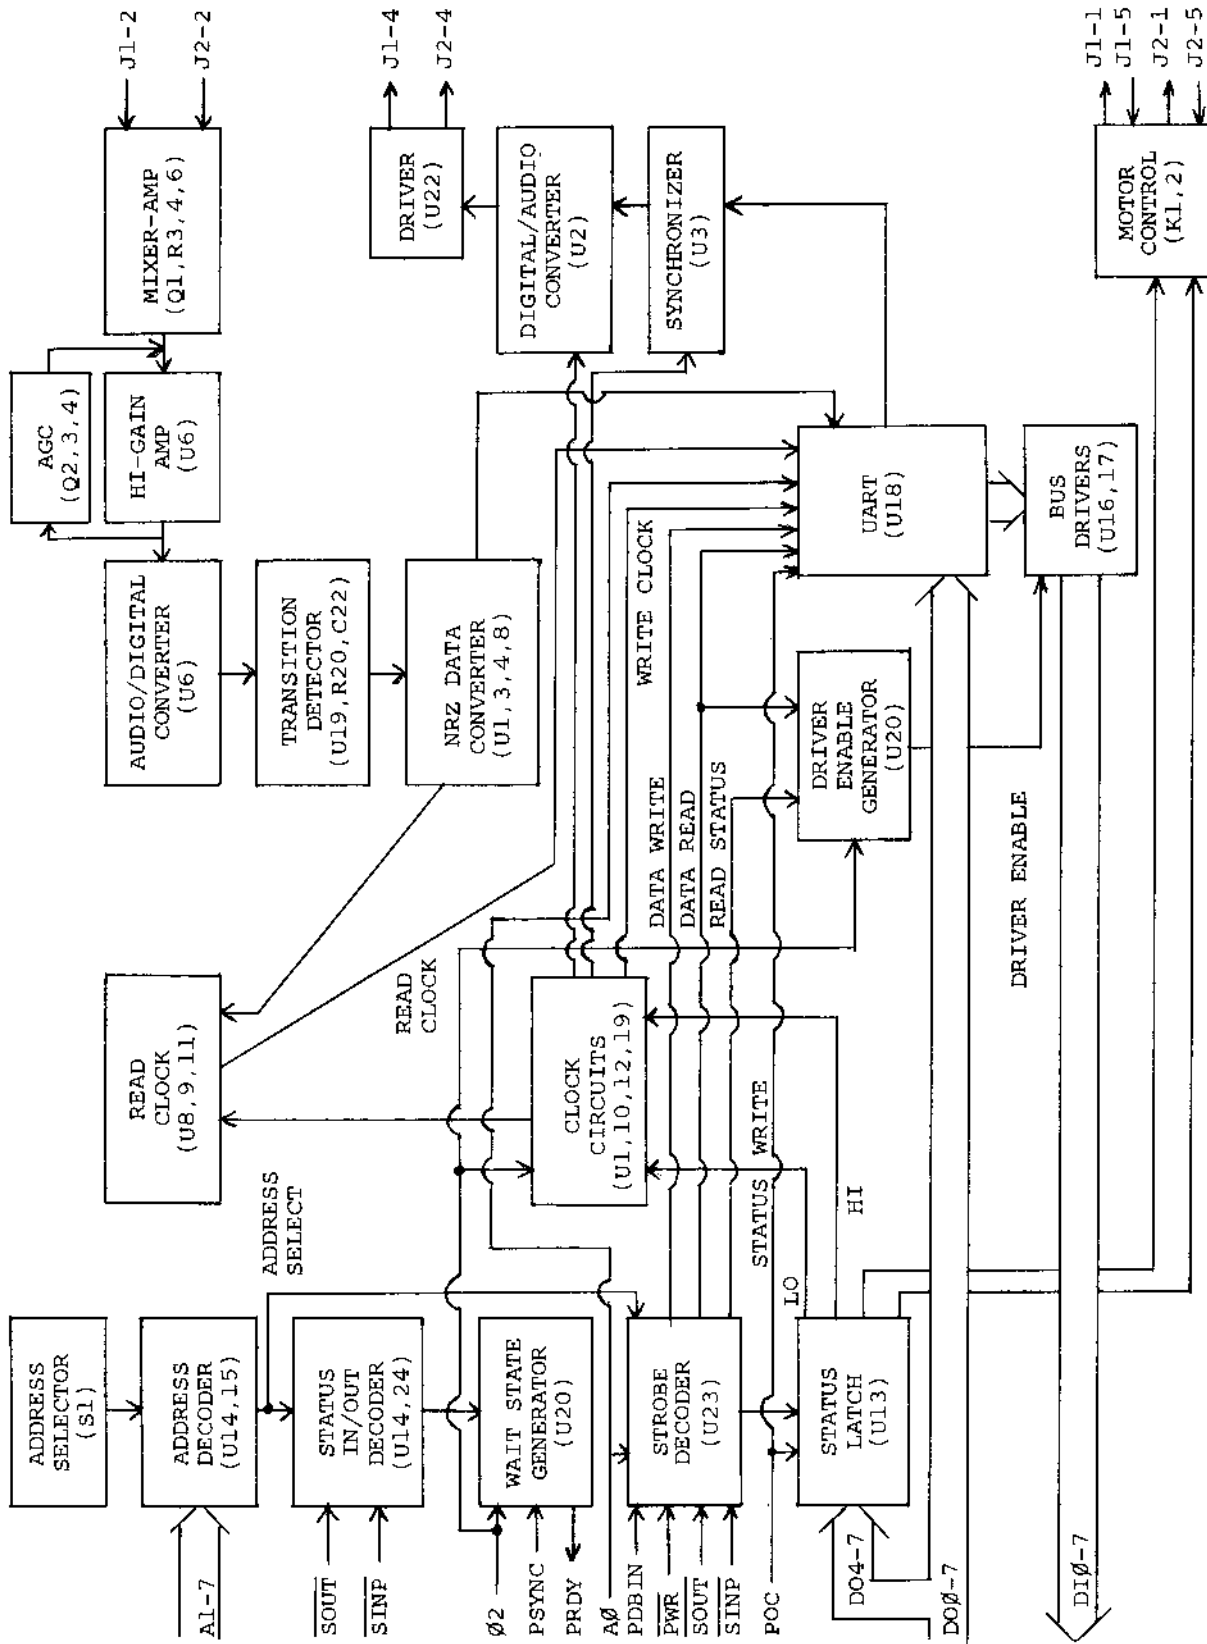 ADDRESS
SELECTOR
(S1)
ADDRESS
DECODER
(U14,15)
A1-7
ADDRESS
SELECT
STATUS
IN/OUT
DECODER
(U14,24)
SOUT
SINP
WAIT STATE
GENERATOR
(U20)
Ø2
PSYNC
PRDY
AØ
STROBE
DECODER
(U23)
PDBIN
PWR
SOUT
SINP
POC
STATUS
LATCH
(U13)
DO4-7
DOØ-7
DIØ-7
LO
HI
STATUS WRITE
READ
CLOCK
(U8,9,11)
READ
CLOCK
CLOCK
CIRCUITS
(U1,10,12,19)
DATA WRITE
DATA READ
READ STATUS
WRITE CLOCK
DRIVER
ENABLE
GENERATOR
(U20)
DRIVER ENABLE
AUDIO/DIGITAL
CONVERTER
(U6)
TRANSITION
DETECTOR
(U19,R20,C22)
NRZ DATA
CONVERTER
(U1,3,4,8)
UART
(U18)
BUS
DRIVERS
(U16,17)
AGC
(Q2,3,4)
HI-GAIN
AMP
(U6)
MIXER-AMP
(Q1,R3,4,6)
J1-2
J2-2
DRIVER
(U22)
J1-4
J2-4
DIGITAL/AUDIO
CONVERTER
(U2)
SYNCHRONIZER
(U3)
MOTOR
CONTROL
(K1,2)
J1-1
J1-5
J2-1
J2-5